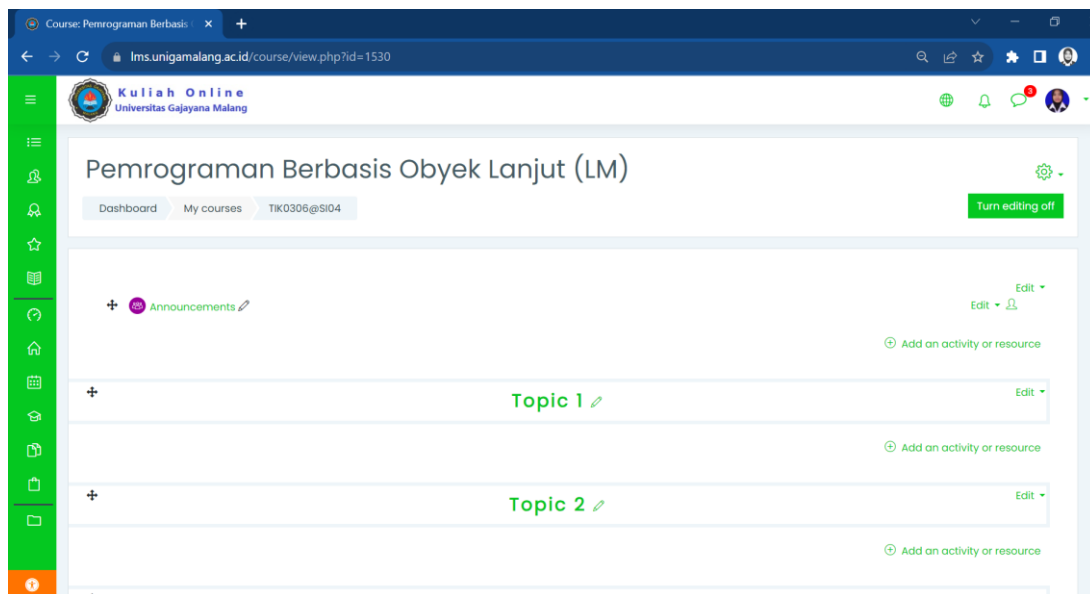 Course: Pemrograman Berbasis
lms.unigamalang.ac.id/course/view.php?id=1530
Kuliah Online
Universitas Gajayana Malang
3
Pemrograman Berbasis Obyek Lanjut (LM)
Dashboard My courses TIK0306@SI04
Turn editing off
Edit
Announcements
Edit
Add an activity or resource
Topic 1
Edit
Add an activity or resource
Topic 2
Edit
Add an activity or resource